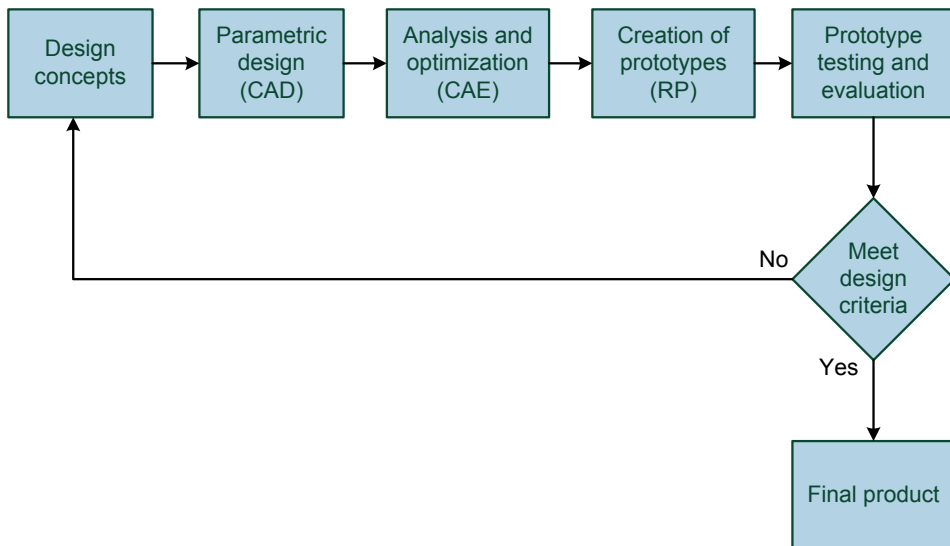 Design
concepts
Parametric
design
(CAD)
Analysis and
optimization
(CAE)
Creation of
prototypes
(RP)
Prototype
testing and
evaluation
No
Meet
design
criteria
Yes
Final product